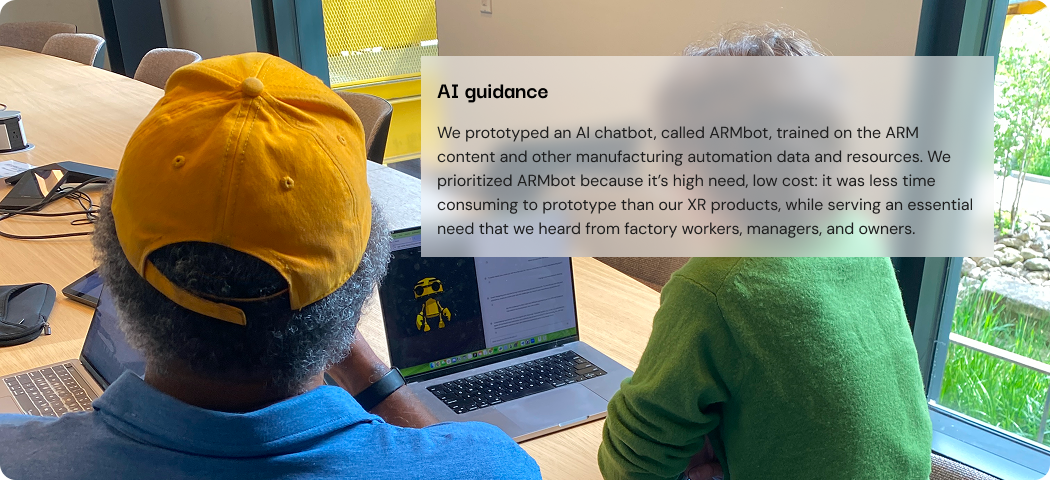 AI guidance
We prototyped an AI chatbot, called ARMbot, trained on the ARM
content and other manufacturing automation data and resources. We
prioritized ARMbot because it’s high need, low cost: it was less time
consuming to prototype than our XR products, while serving an essential
need that we heard from factory workers, managers, and owners.